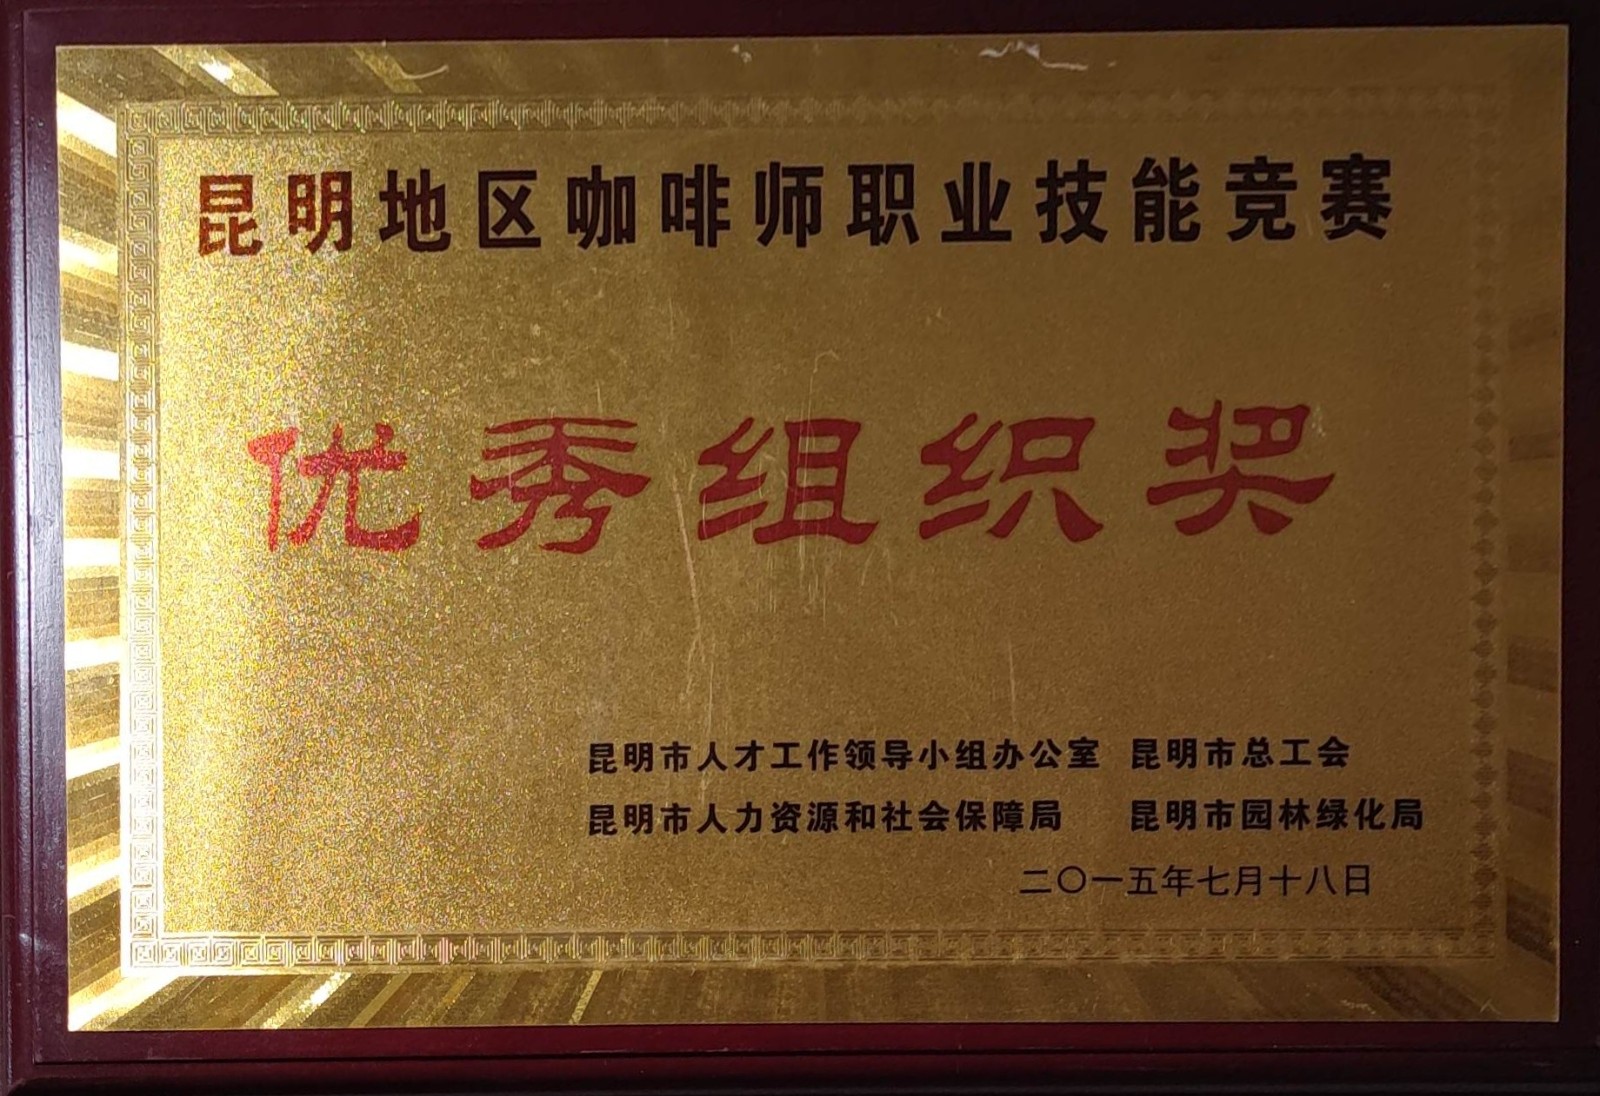 昆明地区咖啡师职业技能竞赛
优秀组织奖
昆明市人才工作领导小组办公室 昆明市总工会
昆明市人力资源和社会保障局 昆明市园林绿化局
二〇一五年七月十八日